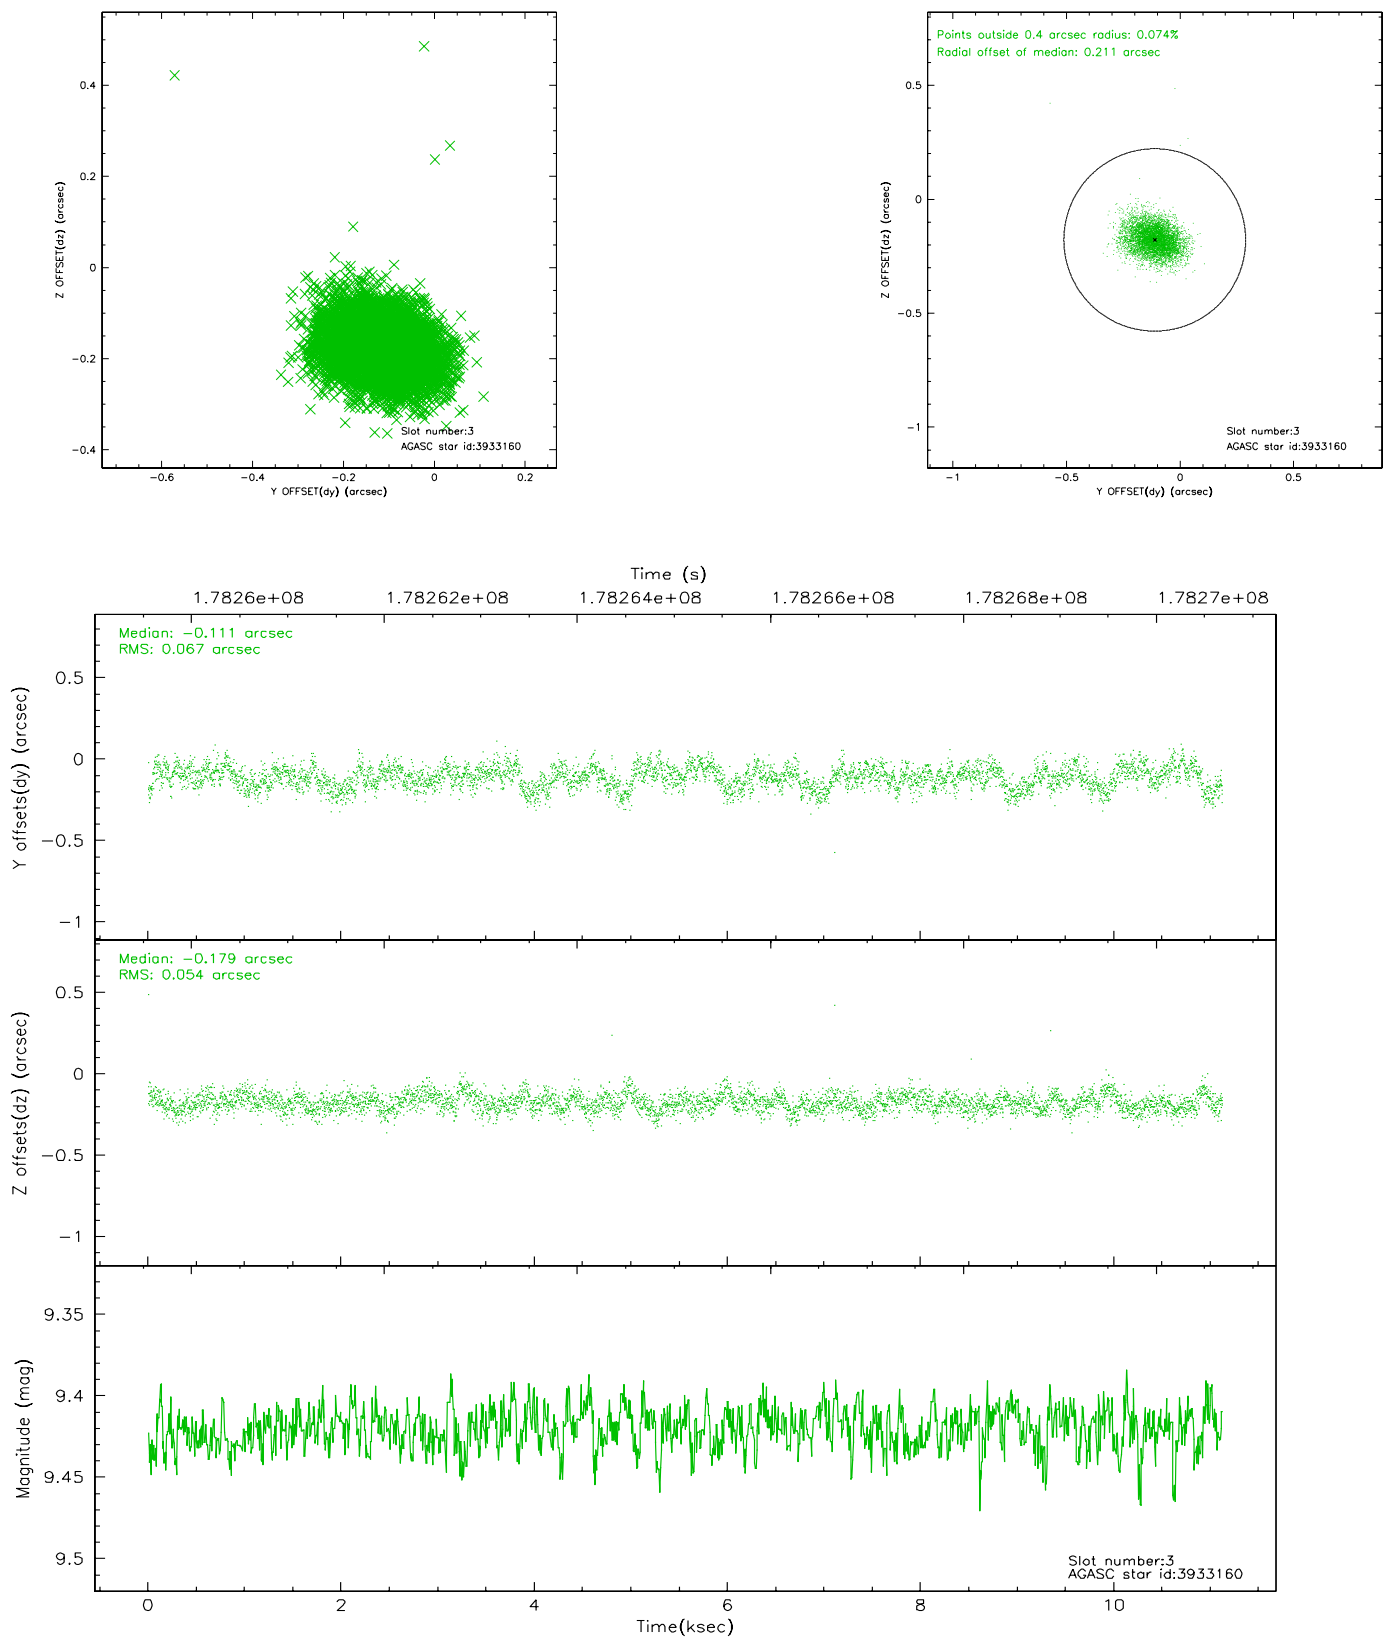 0.4
0.2
0
−0.2
−0.4
Z OFFSET(dz) (arcsec)
Slot number:3
AGASC star id:3933160
−0.6 −0.4 −0.2 0 0.2
Y OFFSET(dy) (arcsec)
Points outside 0.4 arcsec radius: 0.074%
Radial offset of median: 0.211 arcsec
0.5
0
−0.5
−1
Z OFFSET(dz) (arcsec)
Slot number:3
AGASC star id:3933160
−1 −0.5 0 0.5
Y OFFSET(dy) (arcsec)
Time (s)
1.7826e+08 1.78262e+08 1.78264e+08 1.78266e+08 1.78268e+08 1.7827e+08
Median: −0.111 arcsec
RMS: 0.067 arcsec
0.5
0
−0.5
−1
Y offsets(dy) (arcsec)
Median: −0.179 arcsec
RMS: 0.054 arcsec
0.5
0
−0.5
−1
Z offsets(dz) (arcsec)
9.35
9.4
9.45
9.5
Magnitude (mag)
Slot number:3
AGASC star id:3933160
0 2 4 6 8 10
Time(ksec)